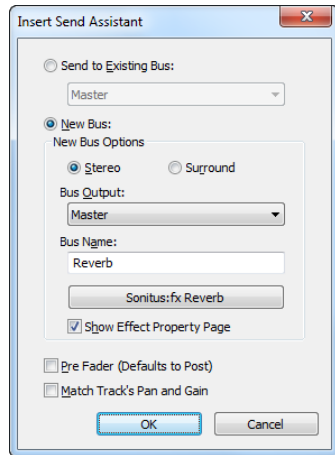 Insert Send Assistant
Send to Existing Bus:
Master
New Bus:
New Bus Options
Stereo Surround
Bus Output:
Master
Bus Name:
Reverb
Sonitus:fx Reverb
Show Effect Property Page
Pre Fader (Defaults to Post)
Match Track's Pan and Gain
OK Cancel